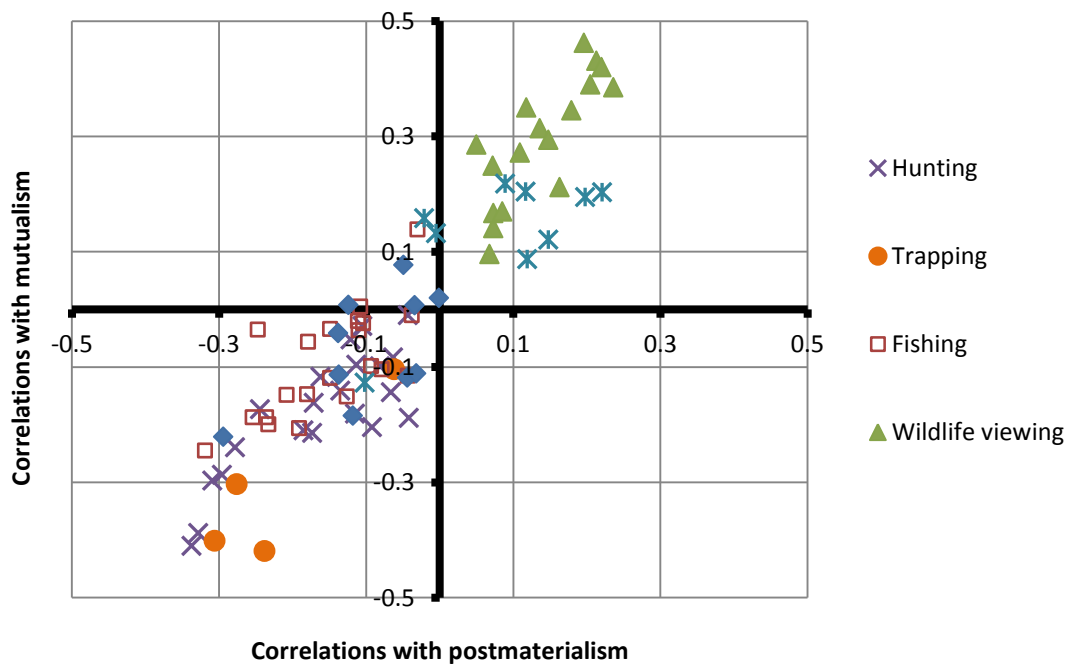 0.5
0.3
0.1
-0.5
-0.3
-0.1
0.1
0.3
0.5
-0.1
-0.3
-0.5
Correlations with mutualism
Correlations with postmaterialism
Hunting
Trapping
Fishing
Wildlife viewing